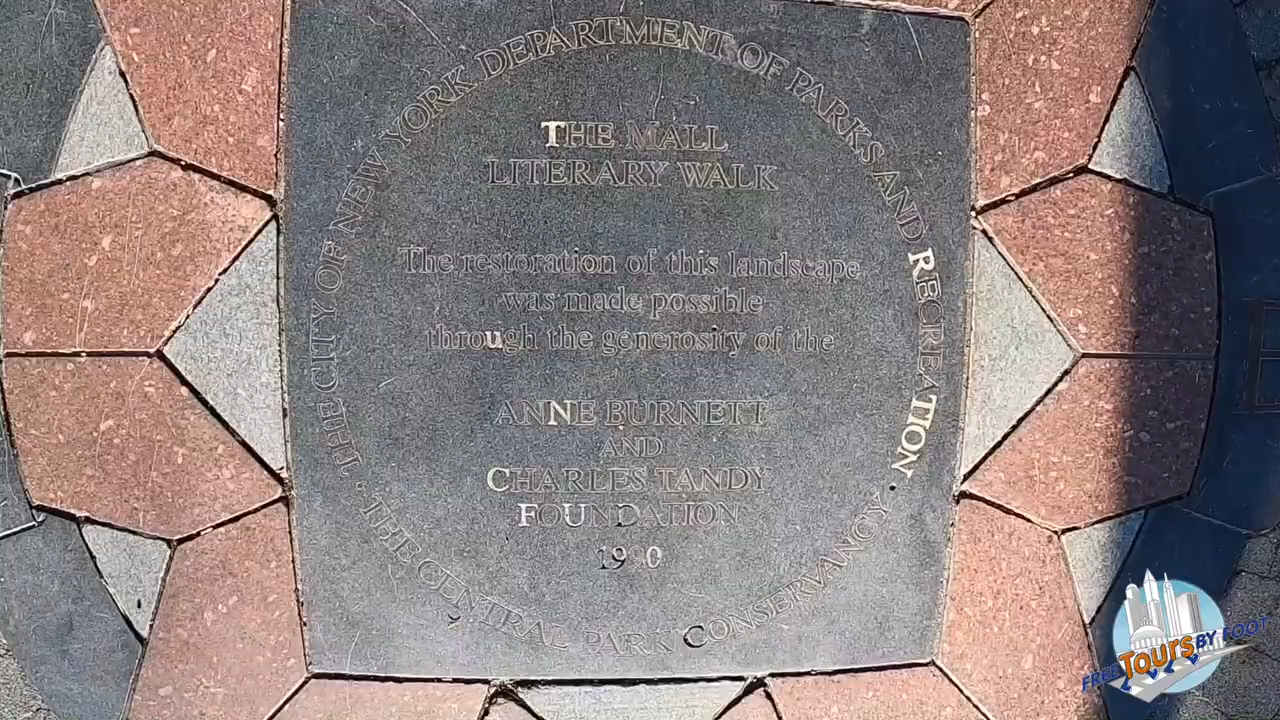 THE CITY OF NEW YORK DEPARTMENT OF PARKS AND RECREATION
THE MALL
LITERARY WALK
The restoration of this landscape
was made possible
through the generosity of the
ANNE BURNETT
AND
CHARLES TANDY
FOUNDATION
1990
· THE CENTRAL PARK CONSERVANCY ·
FREE Tours BY FOOT